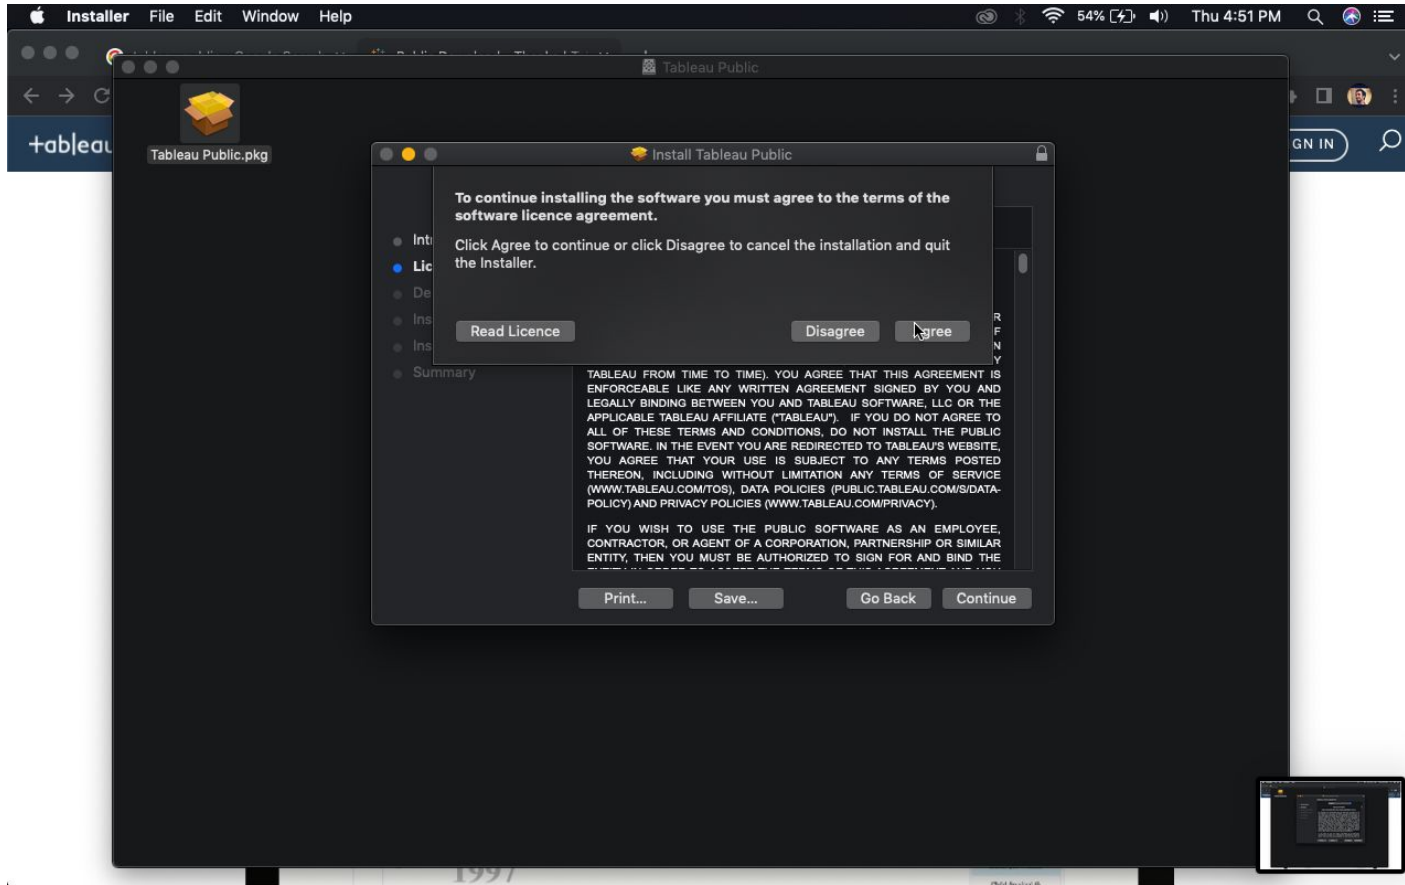 Installer File Edit Window Help 54% Thu 4:51 PM
Tableau Public
Tableau Public.pkg
+ableau
GN IN
Install Tableau Public
To continue installing the software you must agree to the terms of the
software licence agreement.
Click Agree to continue or click Disagree to cancel the installation and quit
the Installer.
Read Licence Disagree Agree
Summary
TABLEAU FROM TIME TO TIME). YOU AGREE THAT THIS AGREEMENT IS
ENFORCEABLE LIKE ANY WRITTEN AGREEMENT SIGNED BY YOU AND
LEGALLY BINDING BETWEEN YOU AND TABLEAU SOFTWARE, LLC OR THE
APPLICABLE TABLEAU AFFILIATE ("TABLEAU"). IF YOU DO NOT AGREE TO
ALL OF THESE TERMS AND CONDITIONS, DO NOT INSTALL THE PUBLIC
SOFTWARE. IN THE EVENT YOU ARE REDIRECTED TO TABLEAU'S WEBSITE,
YOU AGREE THAT YOUR USE IS SUBJECT TO ANY TERMS POSTED
THEREON, INCLUDING WITHOUT LIMITATION ANY TERMS OF SERVICE
(WWW.TABLEAU.COM/TOS), DATA POLICIES (PUBLIC.TABLEAU.COM/S/DATA-
POLICY) AND PRIVACY POLICIES (WWW.TABLEAU.COM/PRIVACY).
IF YOU WISH TO USE THE PUBLIC SOFTWARE AS AN EMPLOYEE,
CONTRACTOR, OR AGENT OF A CORPORATION, PARTNERSHIP OR SIMILAR
ENTITY, THEN YOU MUST BE AUTHORIZED TO SIGN FOR AND BIND THE
Print... Save... Go Back Continue
1997